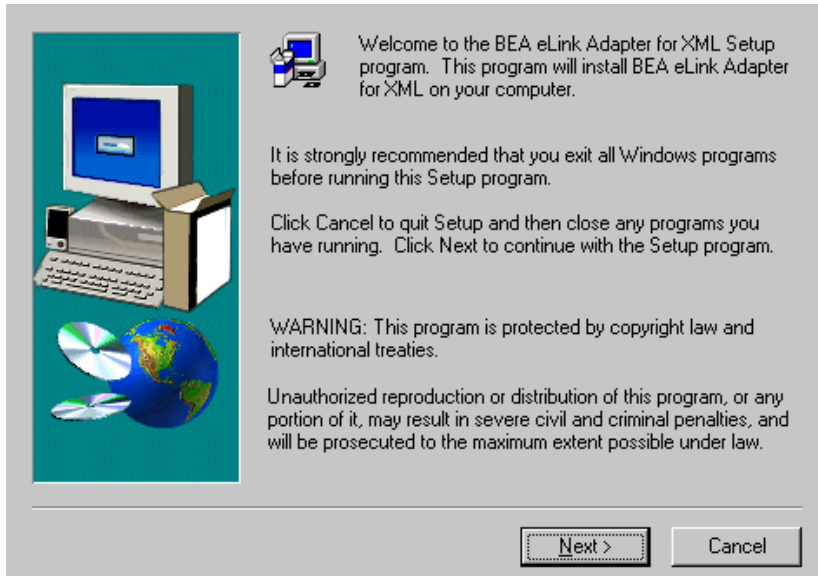 Welcome to the BEA eLink Adapter for XML Setup
program.  This program will install BEA eLink Adapter
for XML on your computer.
It is strongly recommended that you exit all Windows programs
before running this Setup program.
Click Cancel to quit Setup and then close any programs you
have running.  Click Next to continue with the Setup program.
WARNING: This program is protected by copyright law and
international treaties.
Unauthorized reproduction or distribution of this program, or any
portion of it, may result in severe civil and criminal penalties, and
will be prosecuted to the maximum extent possible under law.
Next >
Cancel